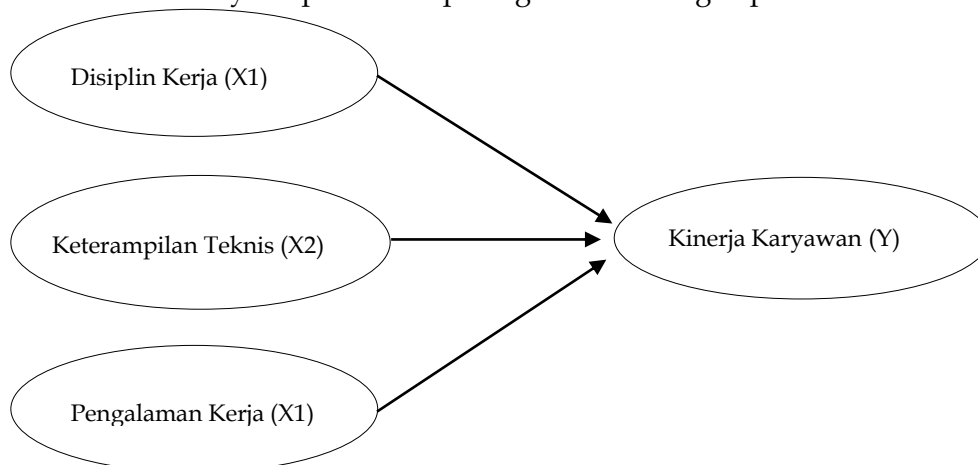 Disiplin Kerja (X1)
Keterampilan Teknis (X2)
Kinerja Karyawan (Y)
Pengalaman Kerja (X1)